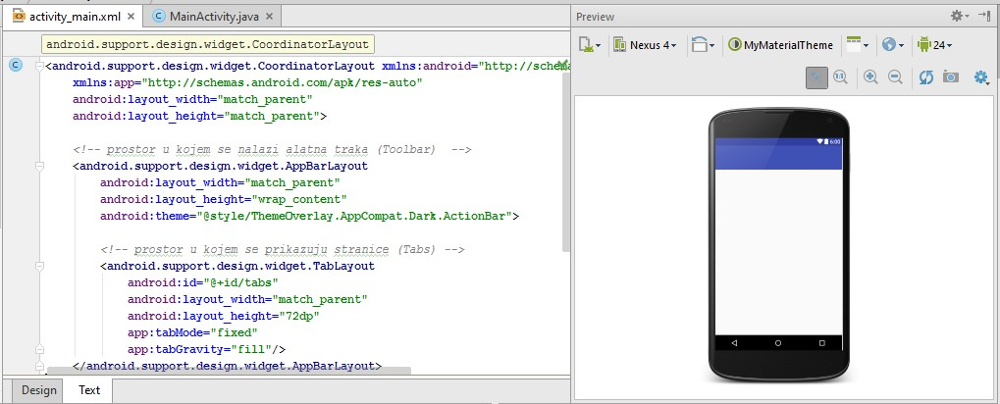 activity_main.xml
MainActivity.java
android.support.design.widget.CoordinatorLayout
<android.support.design.widget.CoordinatorLayout xmlns:android="http://schema
xmlns:app="http://schemas.android.com/apk/res-auto"
android:layout_width="match_parent"
android:layout_height="match_parent">
<!-- prostor u kojem se nalazi alatna traka (Toolbar)  -->
<android.support.design.widget.AppBarLayout
android:layout_width="match_parent"
android:layout_height="wrap_content"
android:theme="@style/ThemeOverlay.AppCompat.Dark.ActionBar">
<!-- prostor u kojem se prikazuju stranice (Tabs) -->
<android.support.design.widget.TabLayout
android:id="@+id/tabs"
android:layout_width="match_parent"
android:layout_height="72dp"
app:tabMode="fixed"
app:tabGravity="fill"/>
</android.support.design.widget.AppBarLayout>
Design
Text
Preview
Nexus 4
MyMaterialTheme
24
1:1
6:00